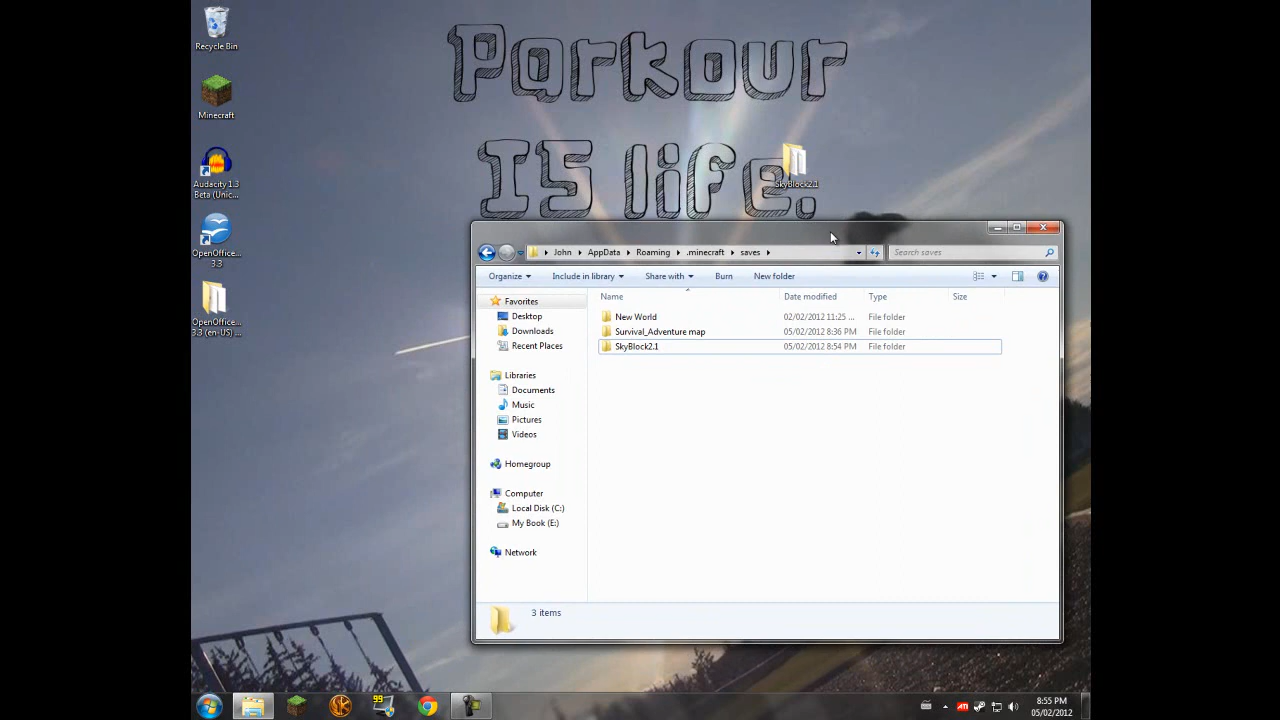 Parkour
IS life.
Recycle Bin
Minecraft
Audacity 1.3
Beta (Unic...
OpenOffice...
3.3
OpenOffice...
3.3 (en-US) ...
SkyBlock2.1
John
AppData
Roaming
.minecraft
saves
Search saves
Organize
Include in library
Share with
Burn
New folder
Favorites
Desktop
Downloads
Recent Places
Libraries
Documents
Music
Pictures
Videos
Homegroup
Computer
Local Disk (C:)
My Book (E:)
Network
Name Date modified Type Size
New World 02/02/2012 11:25 ... File folder
Survival_Adventure map 05/02/2012 8:36 PM File folder
SkyBlock2.1 05/02/2012 8:54 PM File folder
3 items
99
ATI
8:55 PM
05/02/2012